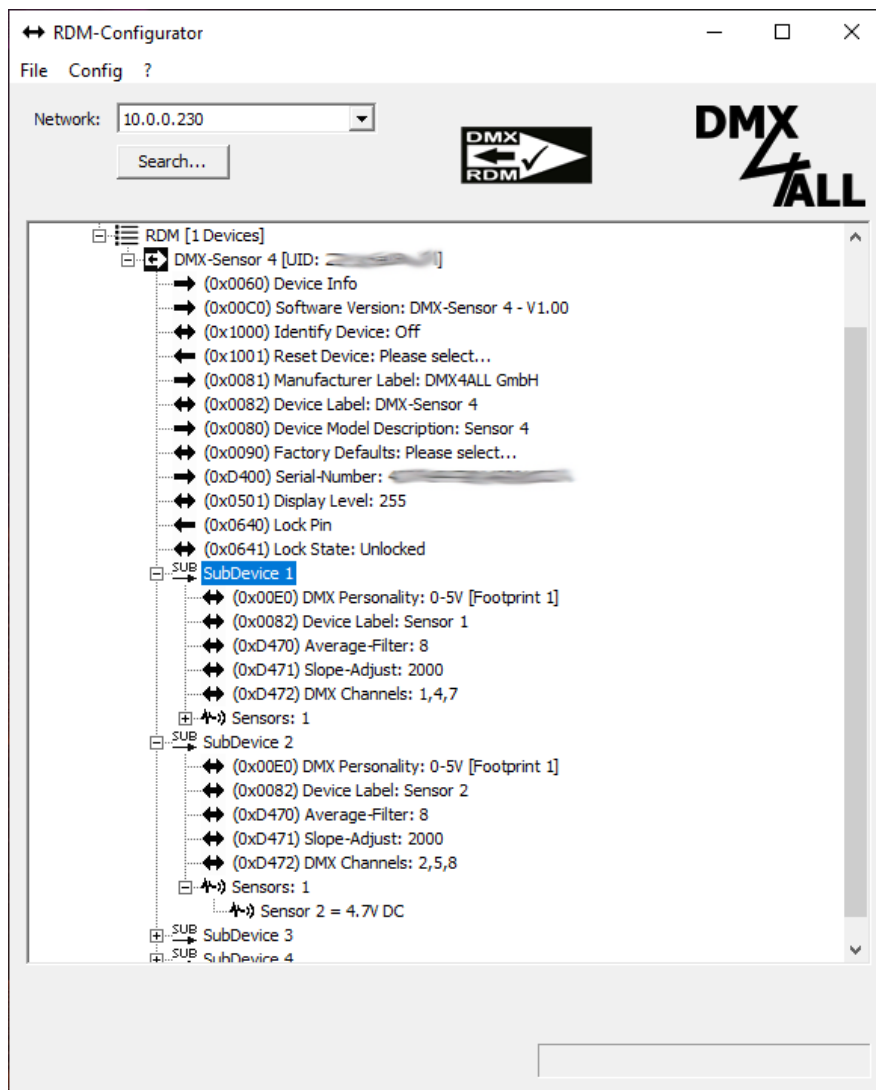 RDM-Configurator
File Config ?
Network: 10.0.0.230
Search...
DMX
RDM
DMX
4
ALL
RDM [1 Devices]
DMX-Sensor 4 [UID: ]
(0x0060) Device Info
(0x00C0) Software Version: DMX-Sensor 4 - V1.00
(0x1000) Identify Device: Off
(0x1001) Reset Device: Please select...
(0x0081) Manufacturer Label: DMX4ALL GmbH
(0x0082) Device Label: DMX-Sensor 4
(0x0080) Device Model Description: Sensor 4
(0x0090) Factory Defaults: Please select...
(0xD400) Serial-Number:
(0x0501) Display Level: 255
(0x0640) Lock Pin
(0x0641) Lock State: Unlocked
SUB SubDevice 1
(0x00E0) DMX Personality: 0-5V [Footprint 1]
(0x0082) Device Label: Sensor 1
(0xD470) Average-Filter: 8
(0xD471) Slope-Adjust: 2000
(0xD472) DMX Channels: 1,4,7
Sensors: 1
SUB SubDevice 2
(0x00E0) DMX Personality: 0-5V [Footprint 1]
(0x0082) Device Label: Sensor 2
(0xD470) Average-Filter: 8
(0xD471) Slope-Adjust: 2000
(0xD472) DMX Channels: 2,5,8
Sensors: 1
Sensor 2 = 4.7V DC
SUB SubDevice 3
SUB SubDevice 4